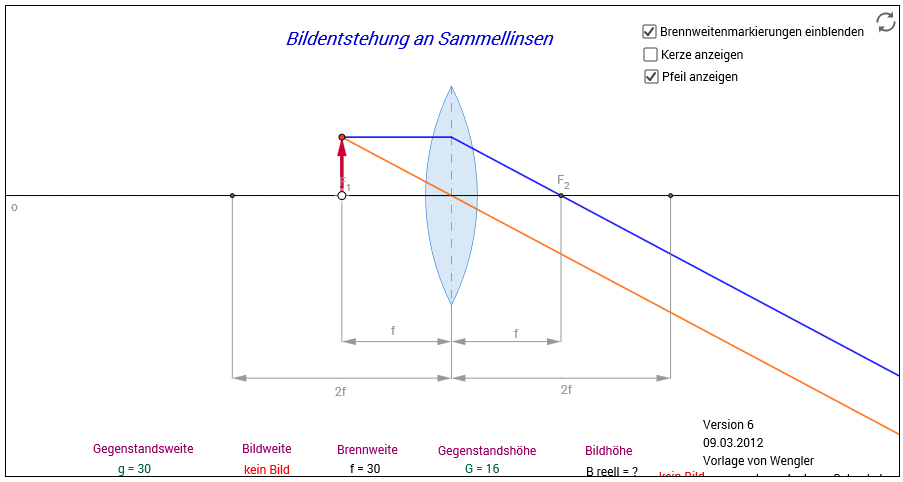 Bildentstehung an Sammellinsen
Brennweitenmarkierungen einblenden
Kerze anzeigen
Pfeil anzeigen
F1
F2
o
f
f
2f
2f
Gegenstandsweite
g = 30
Bildweite
kein Bild
Brennweite
f = 30
Gegenstandshöhe
G = 16
Bildhöhe
B reell = ?
kein Bild
Version 6
09.03.2012
Vorlage von Wengler